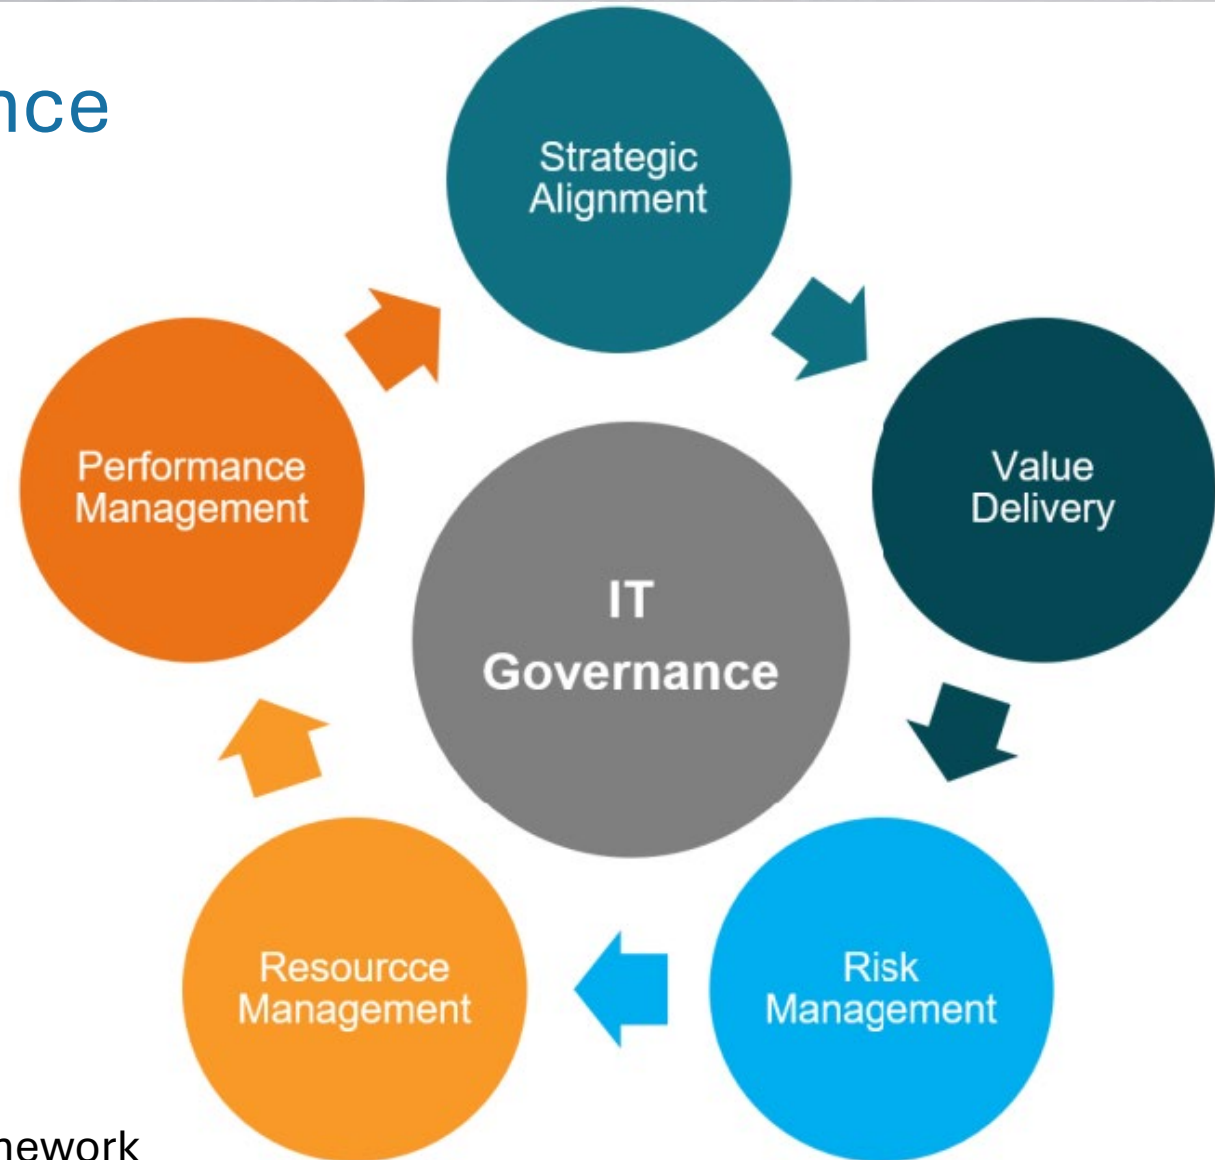 nce
Strategic
Alignment
Performance
Management
Value
Delivery
IT
Governance
Resourcce
Management
Risk
Management
nework